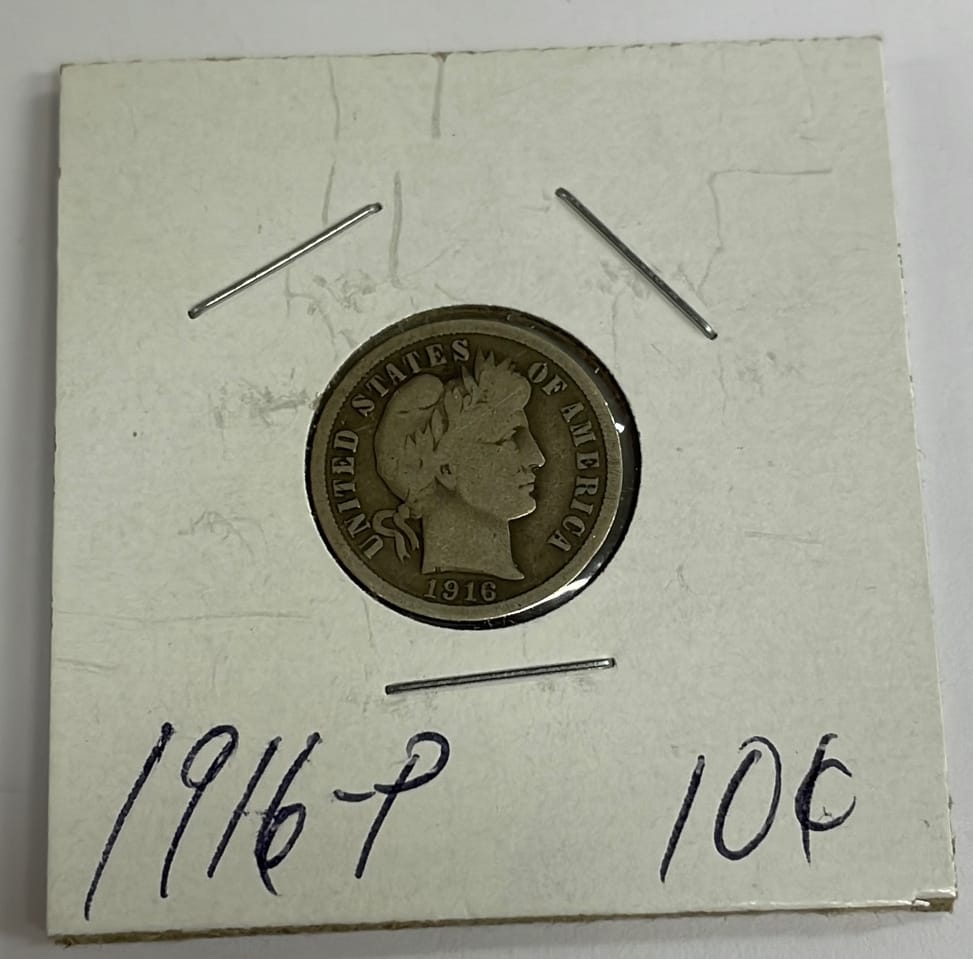 UNITED STATES OF AMERICA
1916
1916-P 10¢